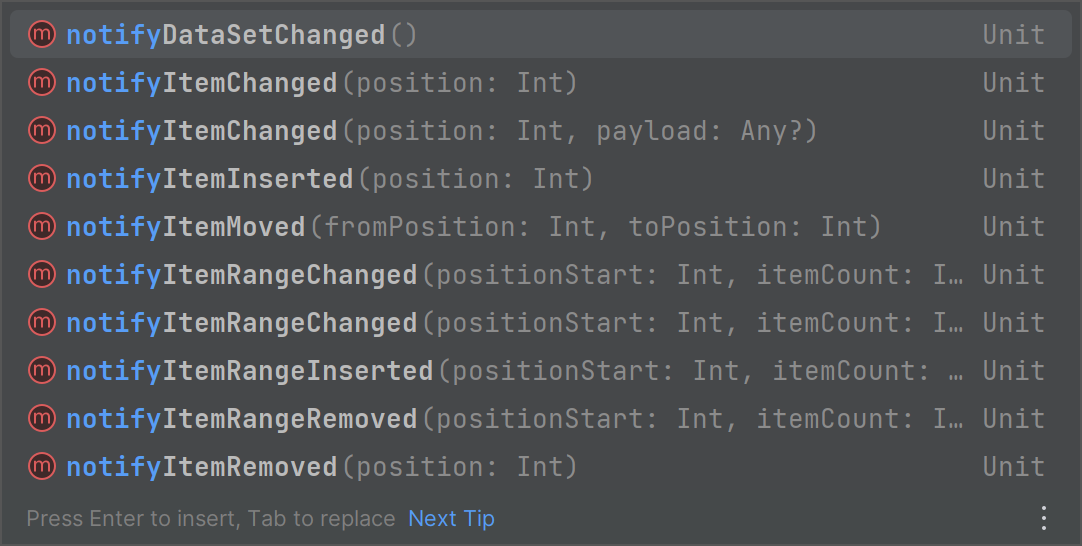 m notifyDataSetChanged() Unit
m notifyItemChanged(position: Int) Unit
m notifyItemChanged(position: Int, payload: Any?) Unit
m notifyItemInserted(position: Int) Unit
m notifyItemMoved(fromPosition: Int, toPosition: Int) Unit
m notifyItemRangeChanged(positionStart: Int, itemCount: I… Unit
m notifyItemRangeChanged(positionStart: Int, itemCount: I… Unit
m notifyItemRangeInserted(positionStart: Int, itemCount: … Unit
m notifyItemRangeRemoved(positionStart: Int, itemCount: I… Unit
m notifyItemRemoved(position: Int) Unit
Press Enter to insert, Tab to replace Next Tip